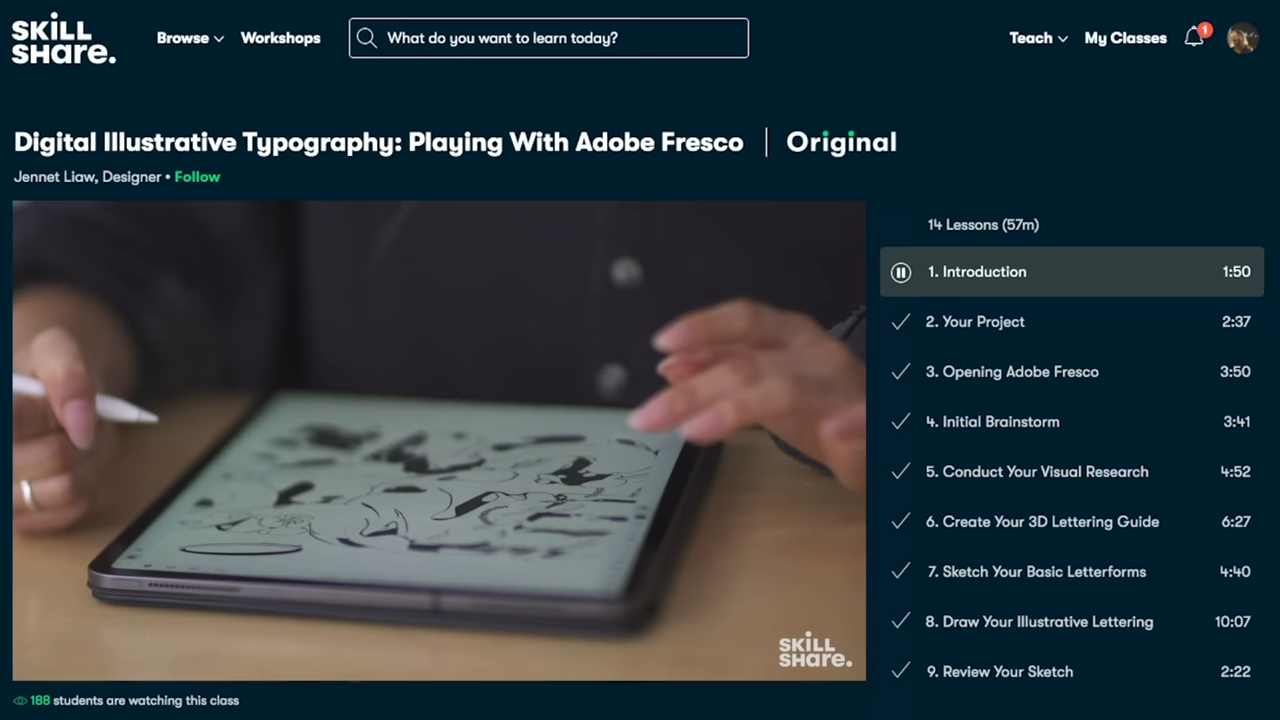 SKILL
SHARE.
Browse
Workshops
What do you want to learn today?
Teach
My Classes
1
Digital Illustrative Typography: Playing With Adobe Fresco | Original
Jennet Liaw, Designer • Follow
14 Lessons (57m)
1. Introduction 1:50
2. Your Project 2:37
3. Opening Adobe Fresco 3:50
4. Initial Brainstorm 3:41
5. Conduct Your Visual Research 4:52
6. Create Your 3D Lettering Guide 6:27
7. Sketch Your Basic Letterforms 4:40
8. Draw Your Illustrative Lettering 10:07
9. Review Your Sketch 2:22
SKILL
SHARE.
188 students are watching this class